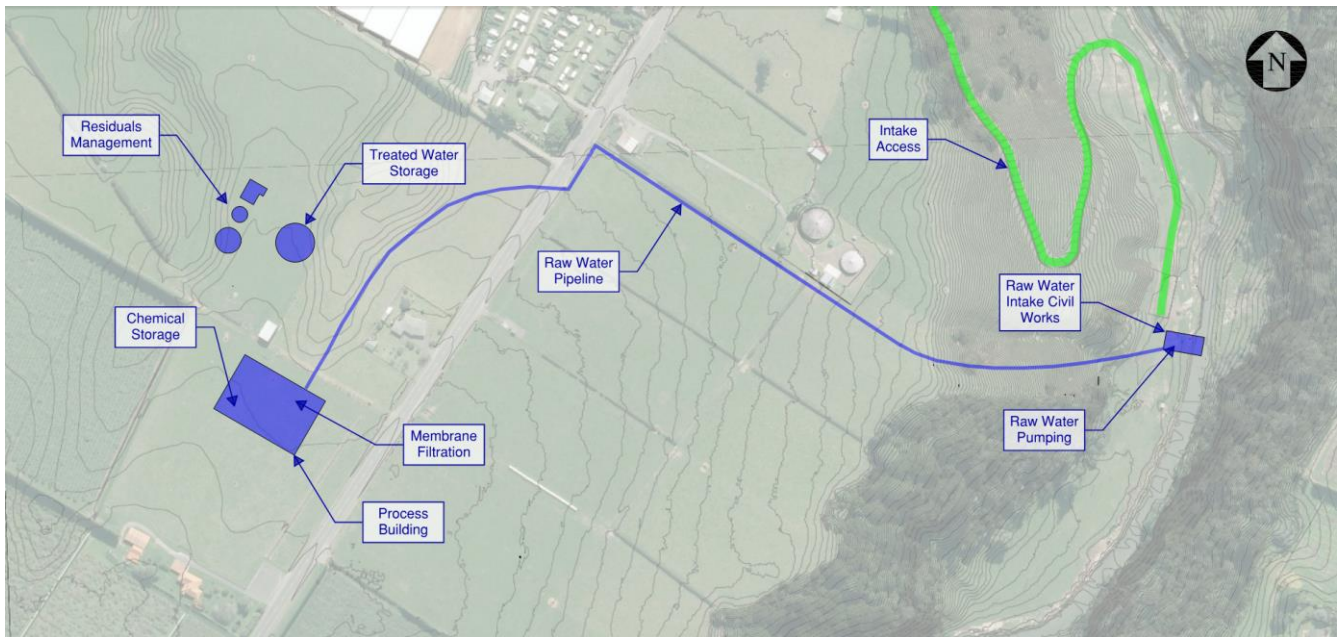 N
Residuals
Management
Treated Water
Storage
Intake
Access
Raw Water
Pipeline
Raw Water
Intake Civil
Works
Chemical
Storage
Membrane
Filtration
Raw Water
Pumping
Process
Building